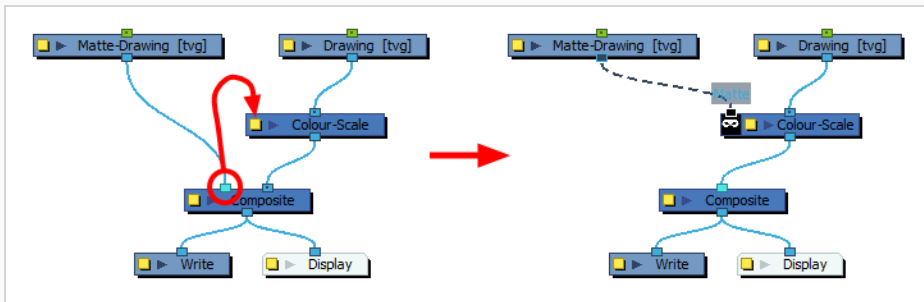 Matte-Drawing [tvg]
Drawing [tvg]
Colour-Scale
Composite
Write
Display
Matte-Drawing [tvg]
Drawing [tvg]
Matte
Colour-Scale
Composite
Write
Display